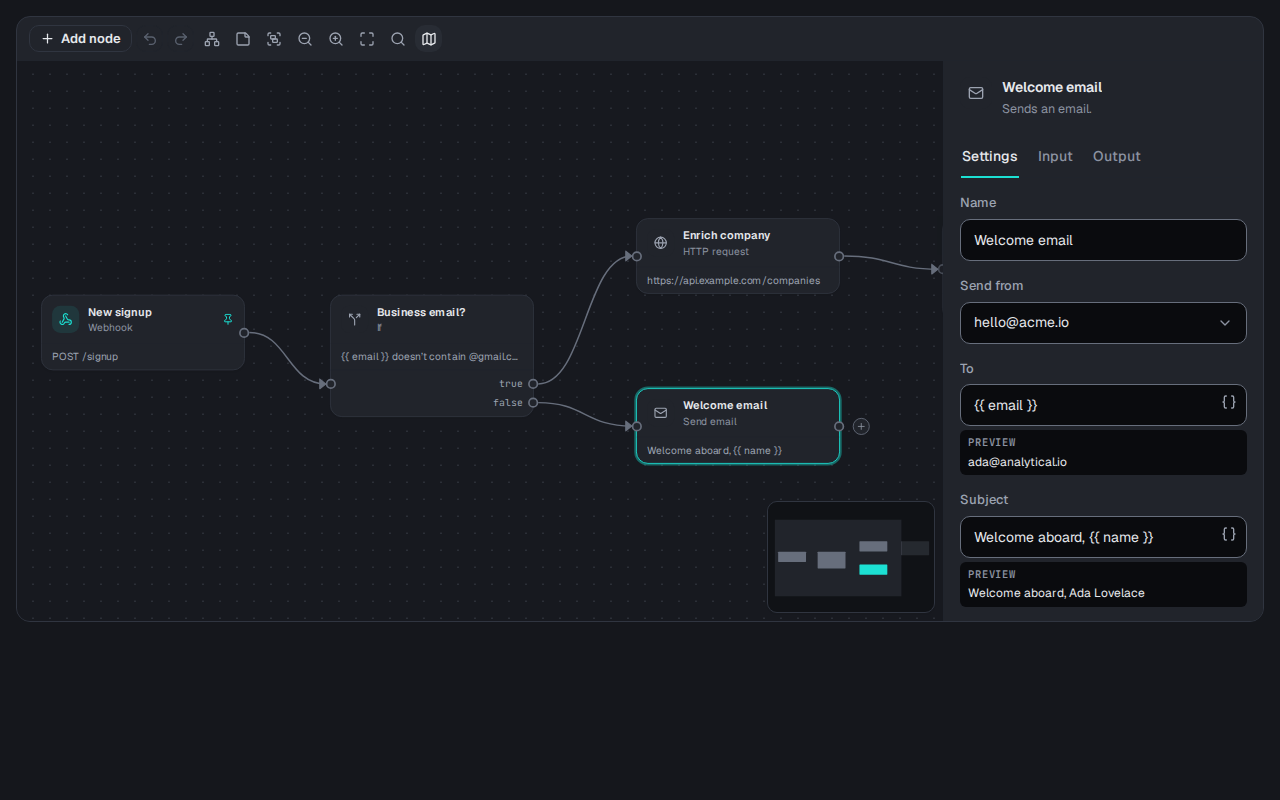 Add node
Welcome email
Sends an email.
Settings Input Output
Name
Welcome email
Send from
hello@acme.io
To
{{ email }}
PREVIEW
ada@analytical.io
Subject
Welcome aboard, {{ name }}
PREVIEW
Welcome aboard, Ada Lovelace
New signup
Webhook
POST /signup
Business email?
If
{{ email }} doesn't contain @gmail.c…
true
false
Enrich company
HTTP request
https://api.example.com/companies
Welcome email
Send email
Welcome aboard, {{ name }}